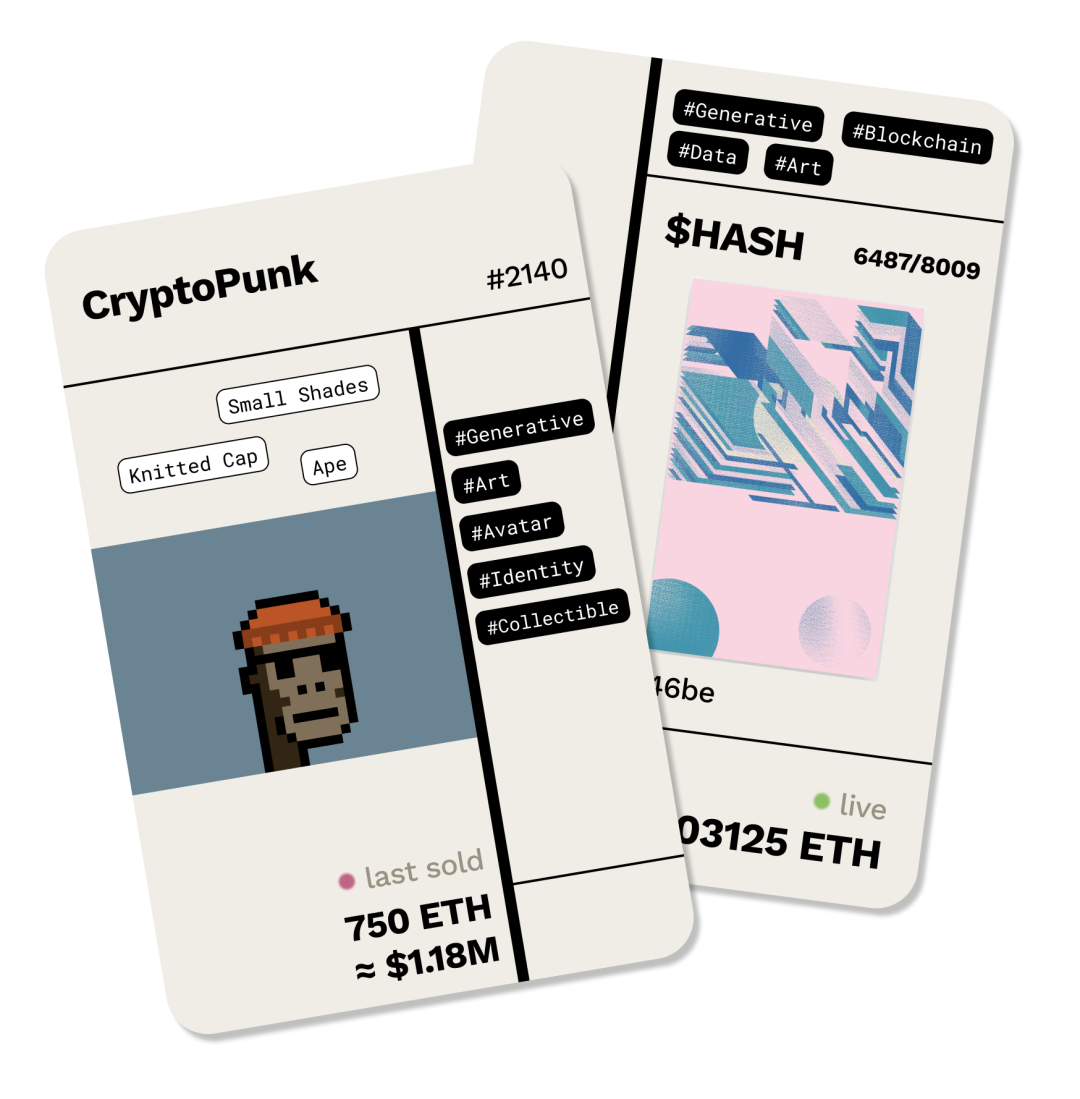 CryptoPunk
#2140
Small Shades
Knitted Cap
Ape
#Generative
#Art
#Avatar
#Identity
#Collectible
last sold
750 ETH
≈ $1.18M
#Generative #Blockchain
#Data #Art
$HASH
6487/8009
46be
live
03125 ETH